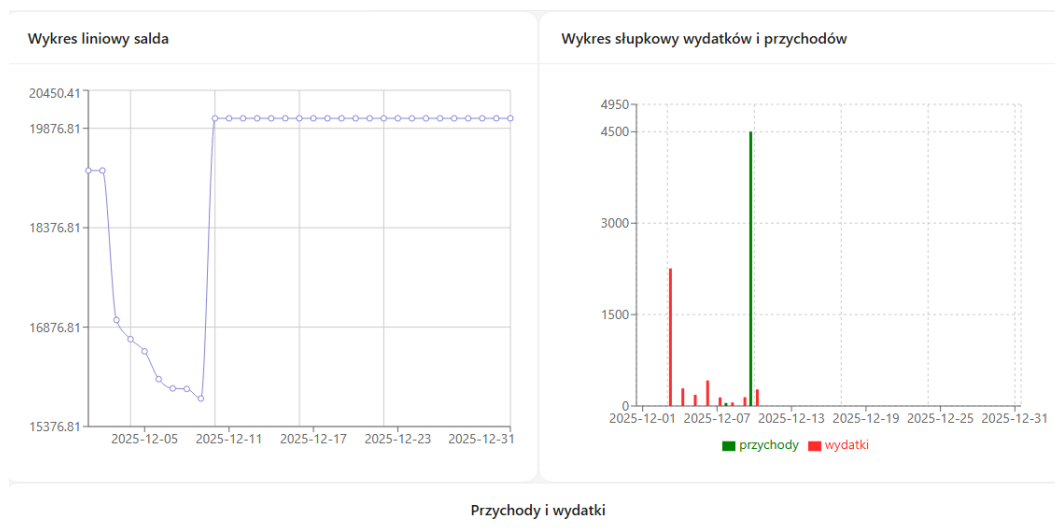 Wykres liniowy salda
20450.41
19876.81
18376.81
16876.81
15376.81
2025-12-05 2025-12-11 2025-12-17 2025-12-23 2025-12-31
Wykres słupkowy wydatków i przychodów
4950
4500
3000
1500
0
2025-12-01 2025-12-07 2025-12-13 2025-12-19 2025-12-25 2025-12-31
przychody wydatki
Przychody i wydatki